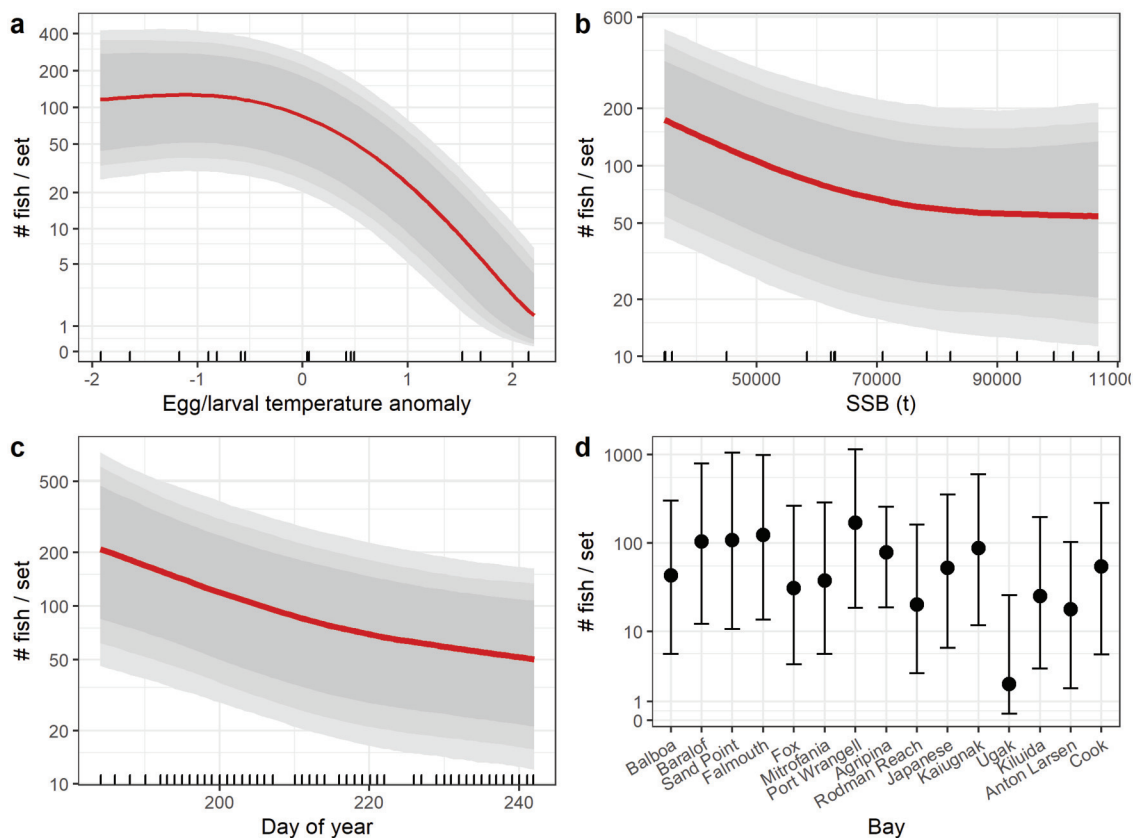 a
400
200
100
50
20
10
5
1
0
# fish / set
-2
-1
0
1
2
Egg/larval temperature anomaly
b
600
200
100
50
20
10
# fish / set
50000
70000
90000
11000
SSB (t)
c
500
200
100
50
20
10
# fish / set
200
220
240
Day of year
d
1000
100
10
1
0
# fish / set
Balboa
Baralof
Sand Point
Falmouth
Fox
Mitrofania
Port Wrangell
Agripina
Rodman Reach
Japanese
Kaiugnak
Ugak
Kiluida
Anton Larsen
Cook
Bay